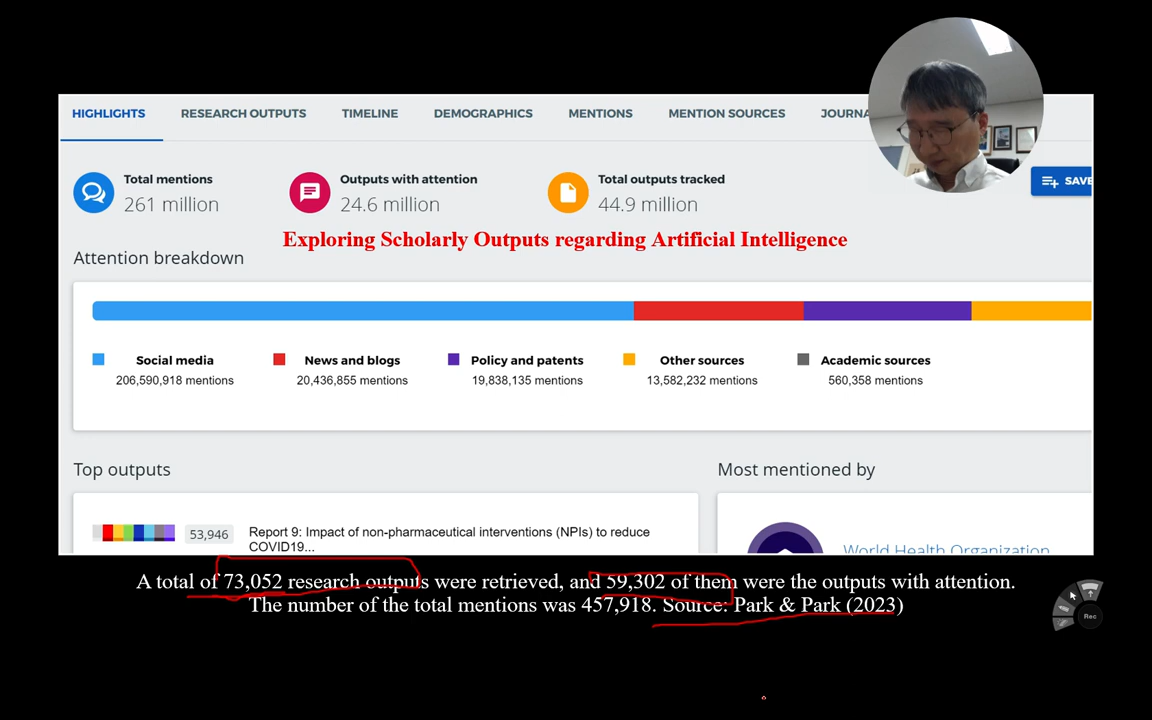 HIGHLIGHTS RESEARCH OUTPUTS TIMELINE DEMOGRAPHICS MENTIONS MENTION SOURCES JOURNA
Total mentions Outputs with attention Total outputs tracked
261 million 24.6 million 44.9 million
SAVE
Exploring Scholarly Outputs regarding Artificial Intelligence
Attention breakdown
Social media News and blogs Policy and patents Other sources Academic sources
206,590,918 mentions 20,436,855 mentions 19,838,135 mentions 13,582,232 mentions 560,358 mentions
Top outputs Most mentioned by
53,946 Report 9: Impact of non-pharmaceutical interventions (NPIs) to reduce
COVID19...
World Health Organization
A total of 73,052 research outputs were retrieved, and 59,302 of them were the outputs with attention.
The number of the total mentions was 457,918. Source: Park & Park (2023)
Rec